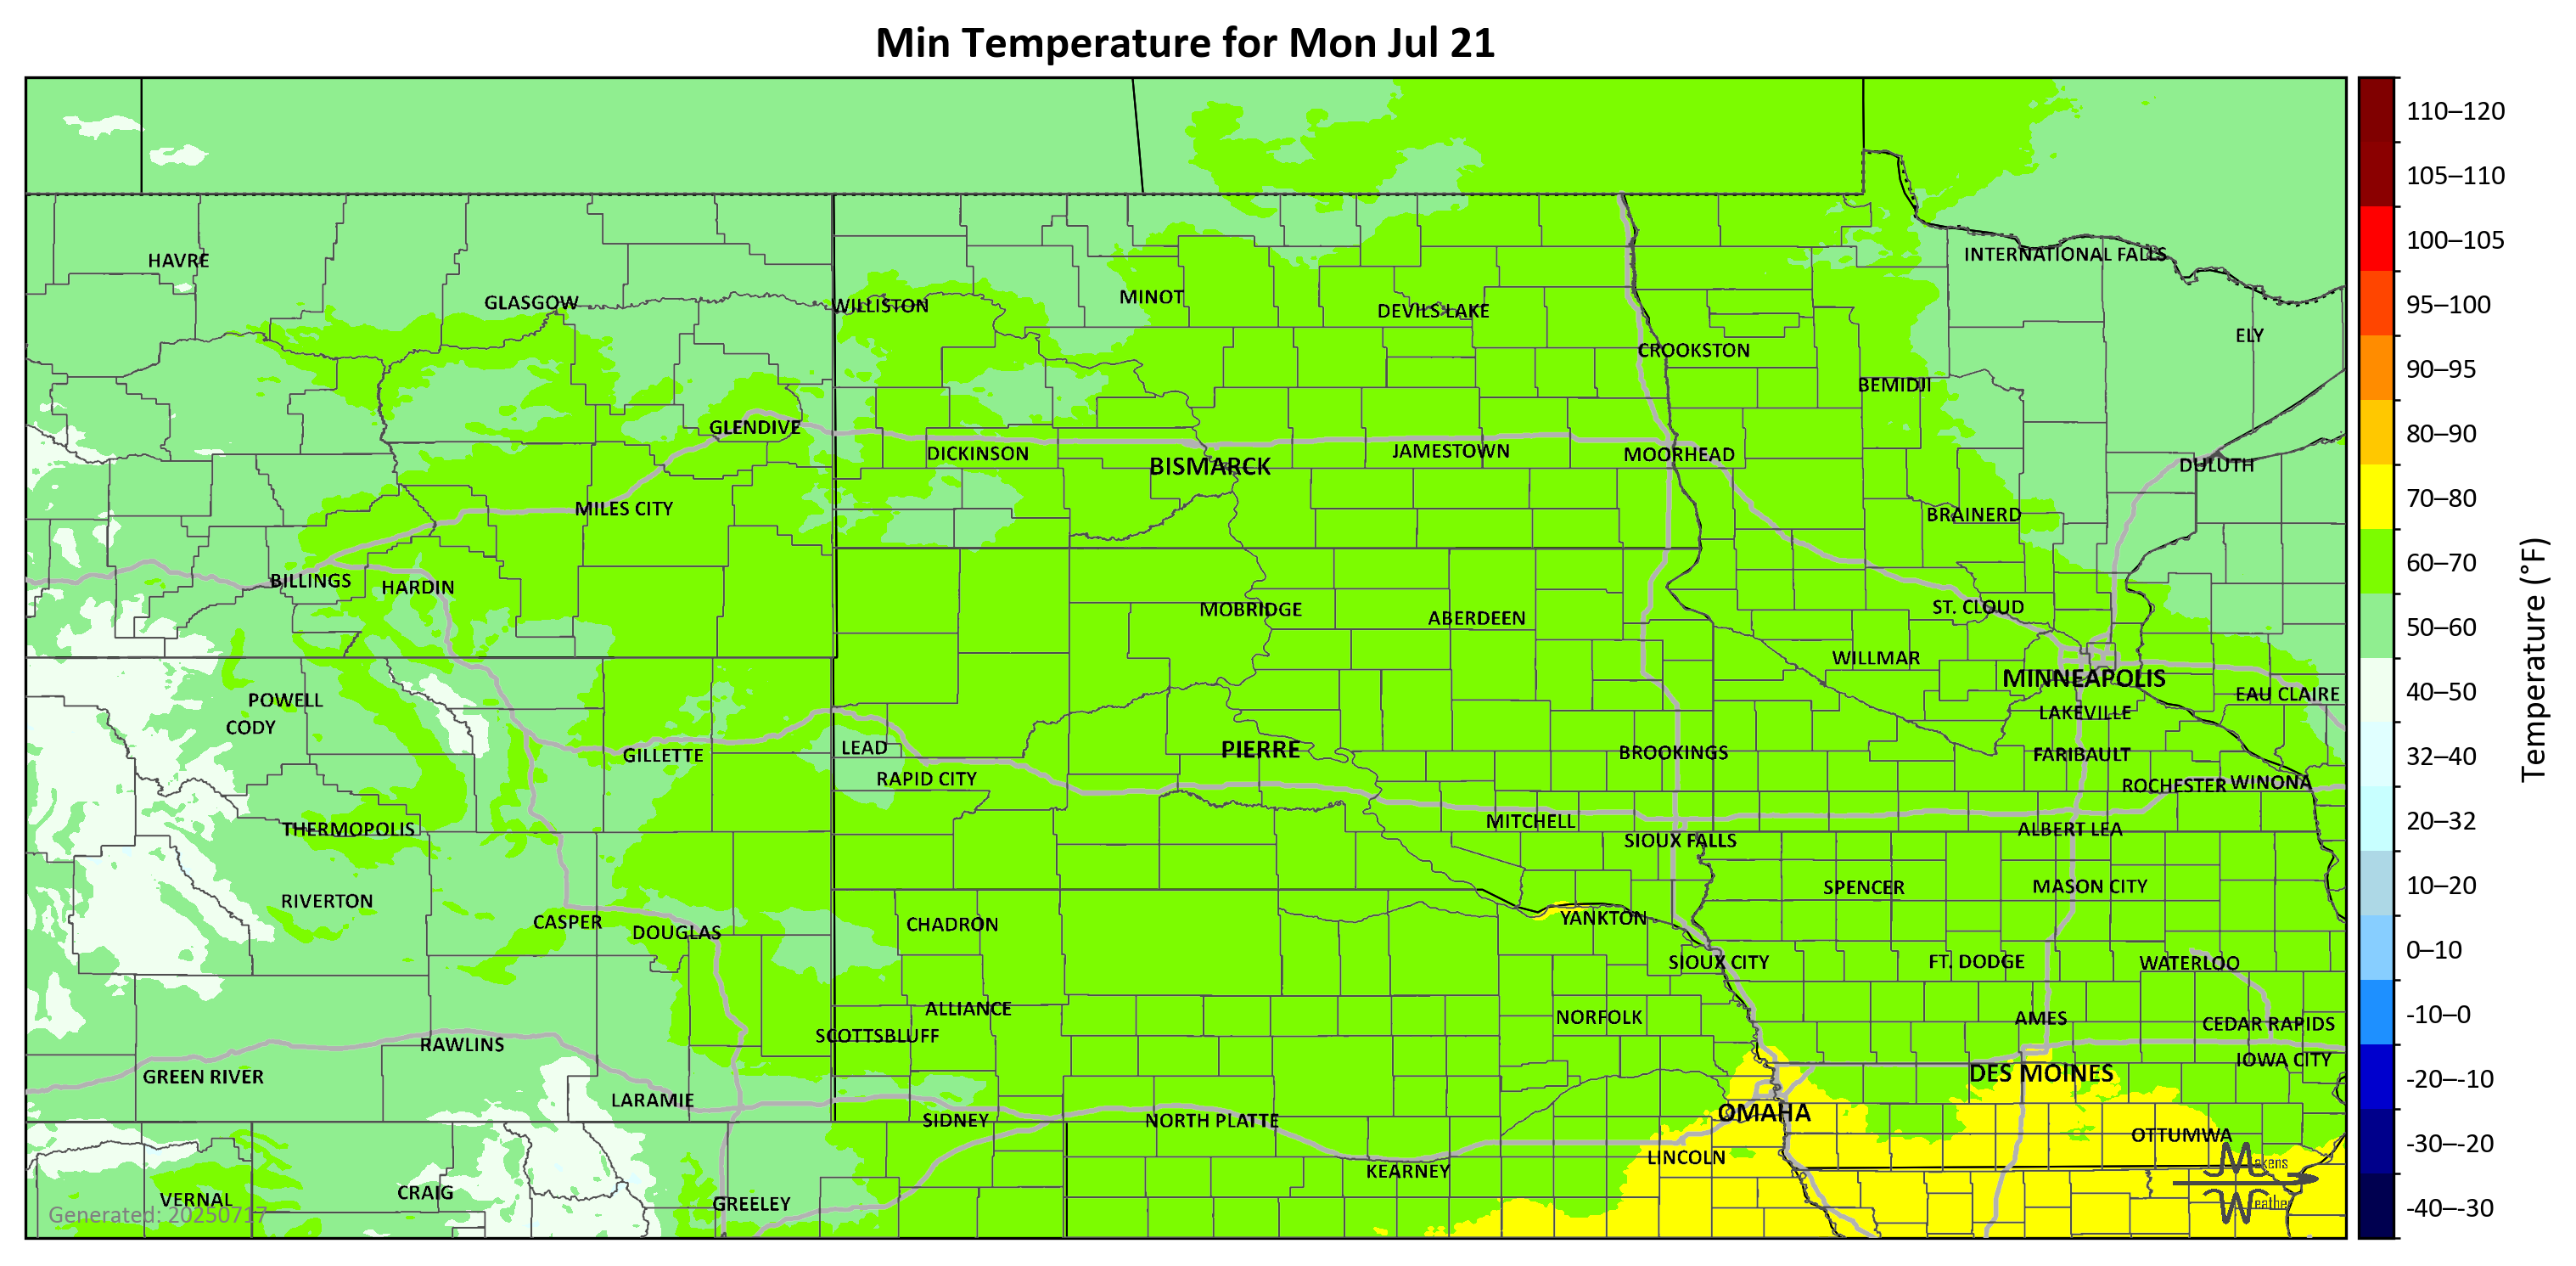 Min Temperature for Mon Jul 21
110–120
105–110
100–105
95–100
90–95
80–90
70–80
60–70
50–60
40–50
32–40
20–32
10–20
0–10
-10–0
-20–-10
-30–-20
-40–-30
Temperature (°F)
HAVRE
INTERNATIONAL FALLS
GLASGOW
WILLISTON
MINOT
DEVILS LAKE
ELY
CROOKSTON
BEMIDJI
GLENDIVE
DICKINSON
BISMARCK
JAMESTOWN
MOORHEAD
DULUTH
MILES CITY
BRAINERD
BILLINGS
HARDIN
MOBRIDGE
ABERDEEN
ST. CLOUD
WILLMAR
MINNEAPOLIS
POWELL
EAU CLAIRE
CODY
LAKEVILLE
GILLETTE
LEAD
PIERRE
BROOKINGS
FARIBAULT
RAPID CITY
ROCHESTER
WINONA
THERMOPOLIS
MITCHELL
ALBERT LEA
SIOUX FALLS
SPENCER
MASON CITY
RIVERTON
CASPER
DOUGLAS
CHADRON
YANKTON
SIOUX CITY
FT. DODGE
WATERLOO
ALLIANCE
NORFOLK
AMES
CEDAR RAPIDS
SCOTTSBLUFF
RAWLINS
IOWA CITY
GREEN RIVER
DES MOINES
LARAMIE
SIDNEY
NORTH PLATTE
OMAHA
OTTUMWA
LINCOLN
KEARNEY
VERNAL
CRAIG
GREELEY
Generated: 20250717
Makens
Weather